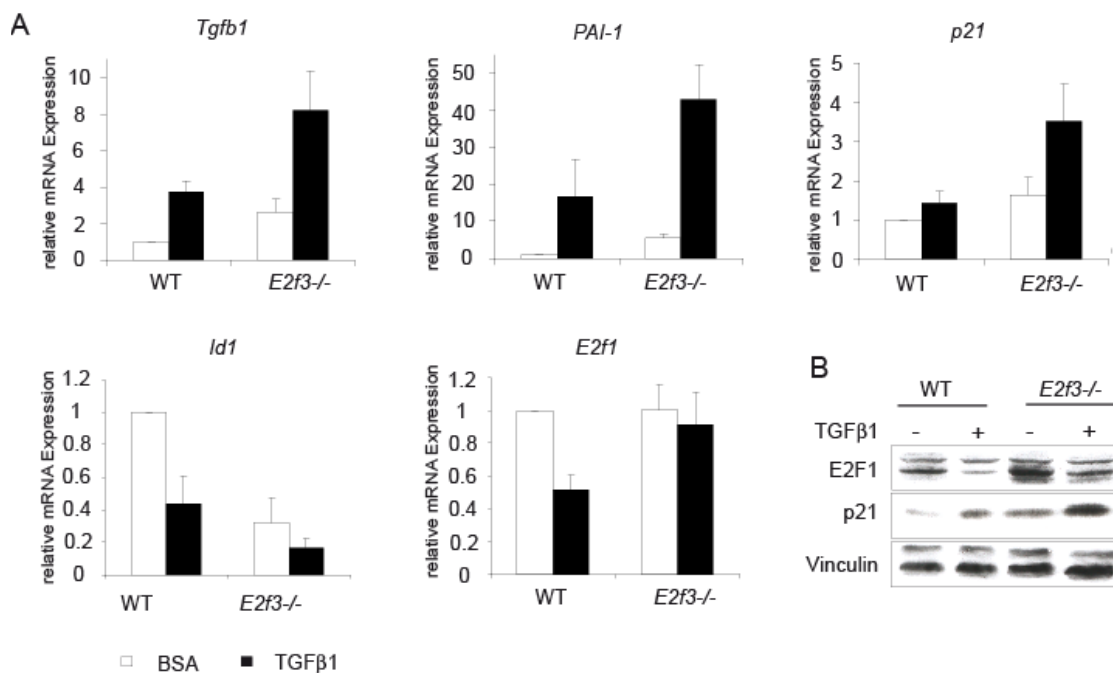 A
Tgfb1
relative mRNA Expression
10
8
6
4
2
0
WT
E2f3-/-
PAI-1
relative mRNA Expression
50
40
30
20
10
0
WT
E2f3-/-
p21
relative mRNA Expression
5
4
3
2
1
0
WT
E2f3-/-
Id1
relative mRNA Expression
1.2
1
0.8
0.6
0.4
0.2
0
WT
E2f3-/-
E2f1
relative mRNA Expression
1.2
1
0.8
0.6
0.4
0.2
0
WT
E2f3-/-
BSA
TGFβ1
B
WT E2f3-/-
TGFβ1 - + - +
E2F1
p21
Vinculin